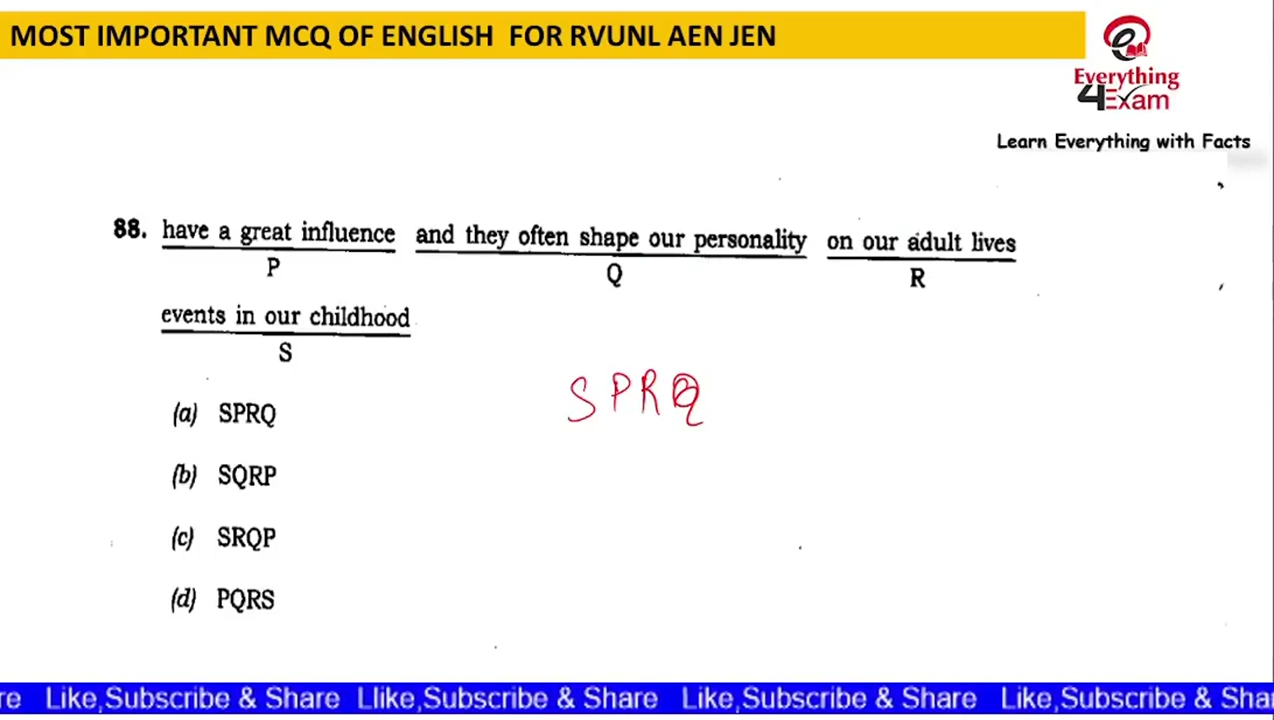 MOST IMPORTANT MCQ OF ENGLISH FOR RVUNL AEN JEN
Everything
4Exam
Learn Everything with Facts
88. have a great influence and they often shape our personality on our adult lives
P Q R
events in our childhood
S
SPRQ
(a) SPRQ
(b) SQRP
(c) SRQP
(d) PQRS
re Like,Subscribe & Share Llike,Subscribe & Share Like,Subscribe & Share Like,Subscribe & Shar